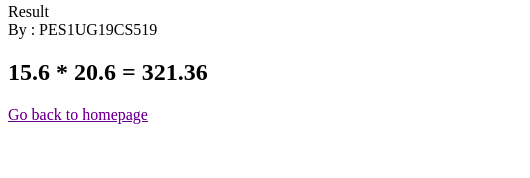 Result
By : PES1UG19CS519
15.6 * 20.6 = 321.36
Go back to homepage